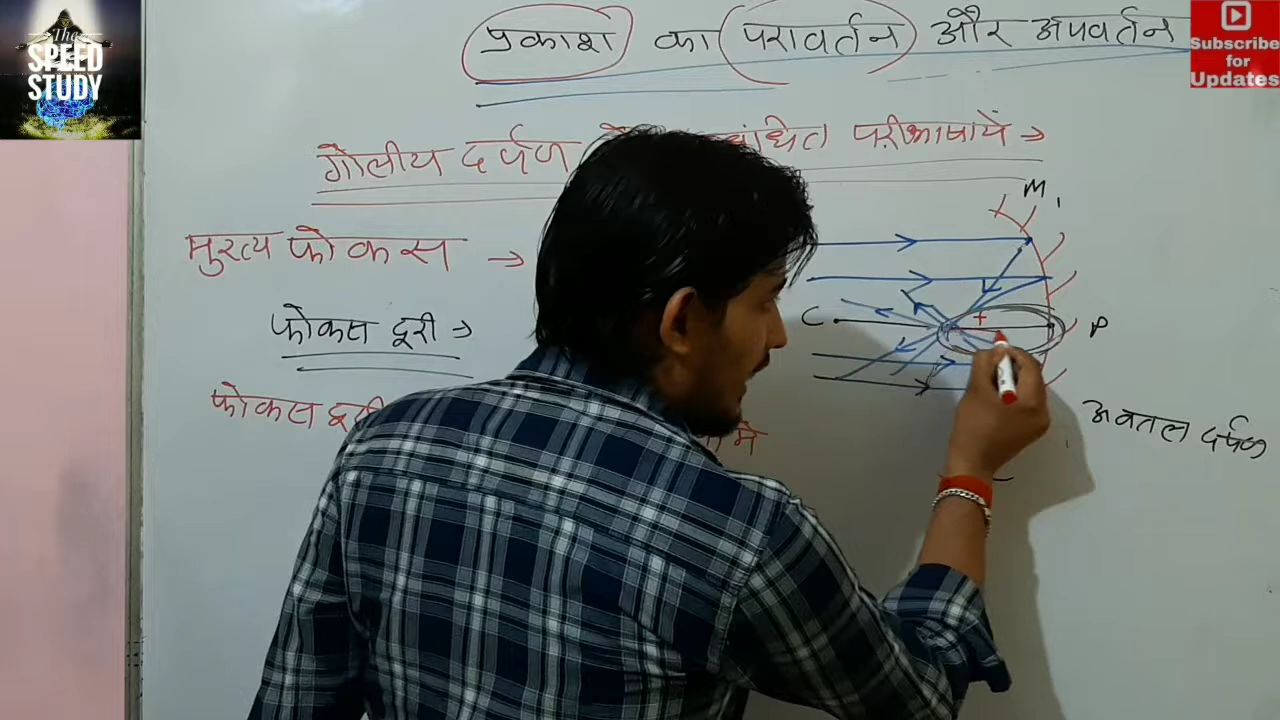 The
SPEED
STUDY
Subscribe
for
Updates
प्रकाश का परावर्तन और अपवर्तन
गोलीय दर्पण संबंधित परिभाषायें →
मुख्य फोकस →
फोकस दूरी →
फोकस दूरी में
M1
C
+
P
अवतल दर्पण